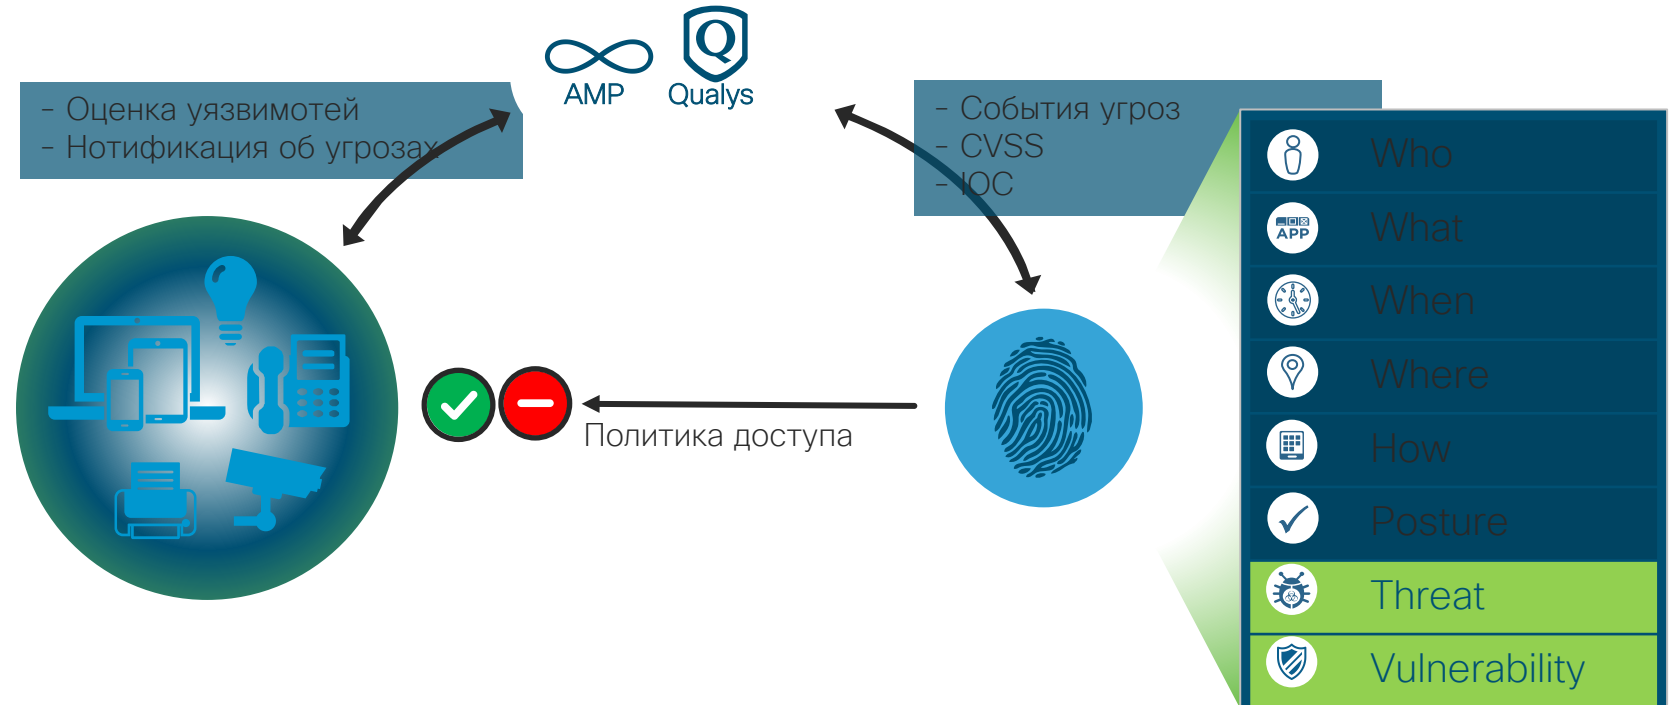 AMP
Qualys
- Оценка уязвимотей
- Нотификация об угрозах
- События угроз
- CVSS
- IOC
Политика доступа
Who
APP
What
When
Where
How
Posture
Threat
Vulnerability